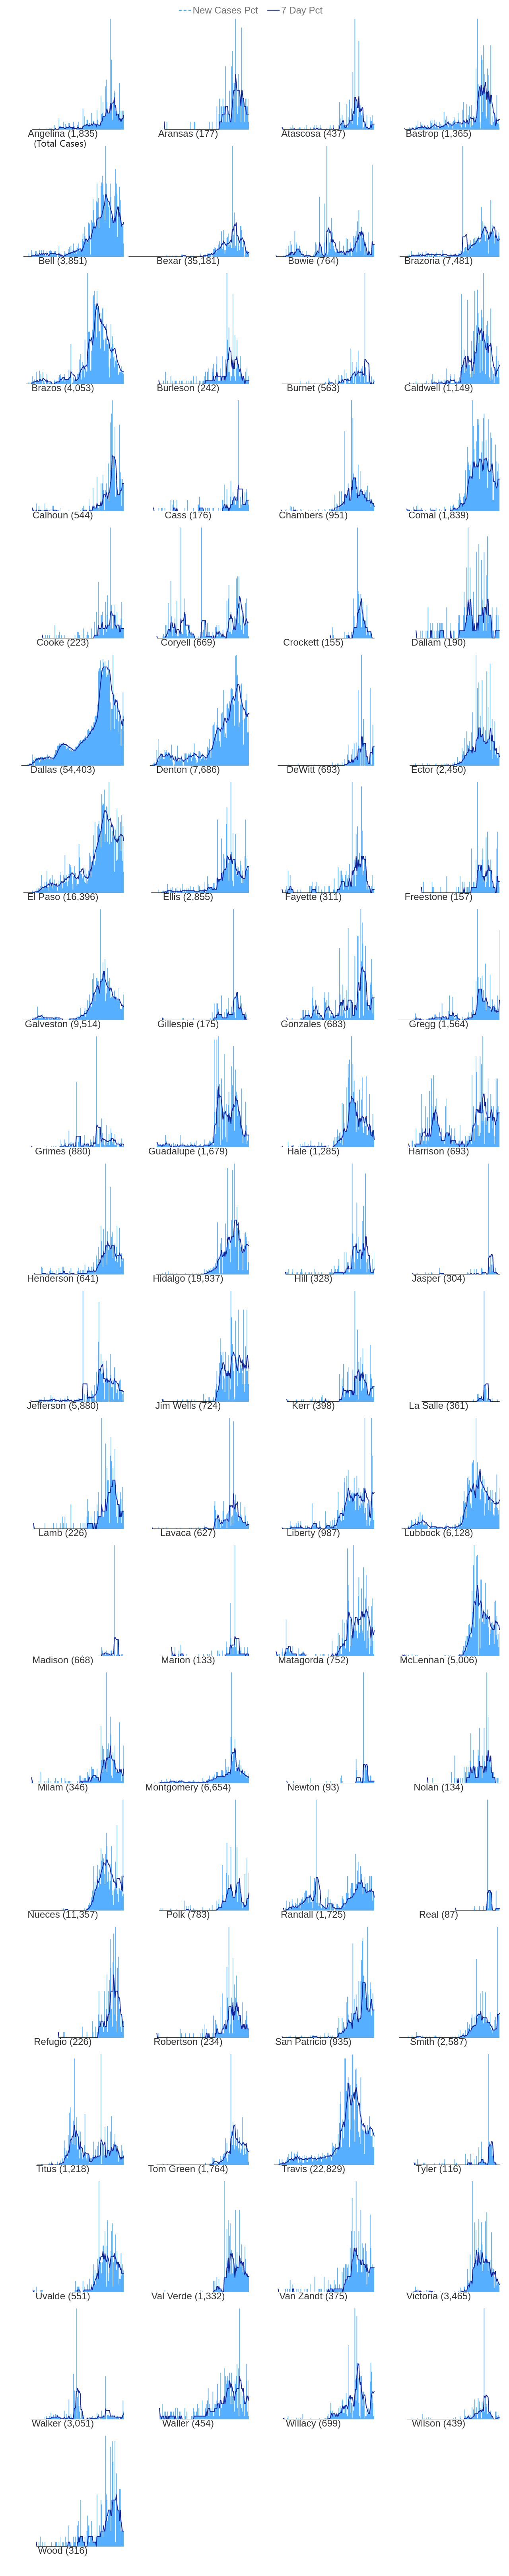 New Cases Pct 7 Day Pct
Angelina (1,835) Aransas (177) Atascosa (437) Bastrop (1,365)
(Total Cases)
Bell (3,851) Bexar (35,181) Bowie (764) Brazoria (7,481)
Brazos (4,053) Burleson (242) Burnet (563) Caldwell (1,149)
Calhoun (544) Cass (176) Chambers (951) Comal (1,839)
Cooke (223) Coryell (669) Crockett (155) Dallam (190)
Dallas (54,403) Denton (7,686) DeWitt (693) Ector (2,450)
El Paso (16,396) Ellis (2,855) Fayette (311) Freestone (157)
Galveston (9,514) Gillespie (175) Gonzales (683) Gregg (1,564)
Grimes (880) Guadalupe (1,679) Hale (1,285) Harrison (693)
Henderson (641) Hidalgo (19,937) Hill (328) Jasper (304)
Jefferson (5,880) Jim Wells (724) Kerr (398) La Salle (361)
Lamb (226) Lavaca (627) Liberty (987) Lubbock (6,128)
Madison (668) Marion (133) Matagorda (752) McLennan (5,006)
Milam (346) Montgomery (6,654) Newton (93) Nolan (134)
Nueces (11,357) Polk (783) Randall (1,725) Real (87)
Refugio (226) Robertson (234) San Patricio (935) Smith (2,587)
Titus (1,218) Tom Green (1,764) Travis (22,829) Tyler (116)
Uvalde (551) Val Verde (1,332) Van Zandt (375) Victoria (3,465)
Walker (3,051) Waller (454) Willacy (699) Wilson (439)
Wood (316)